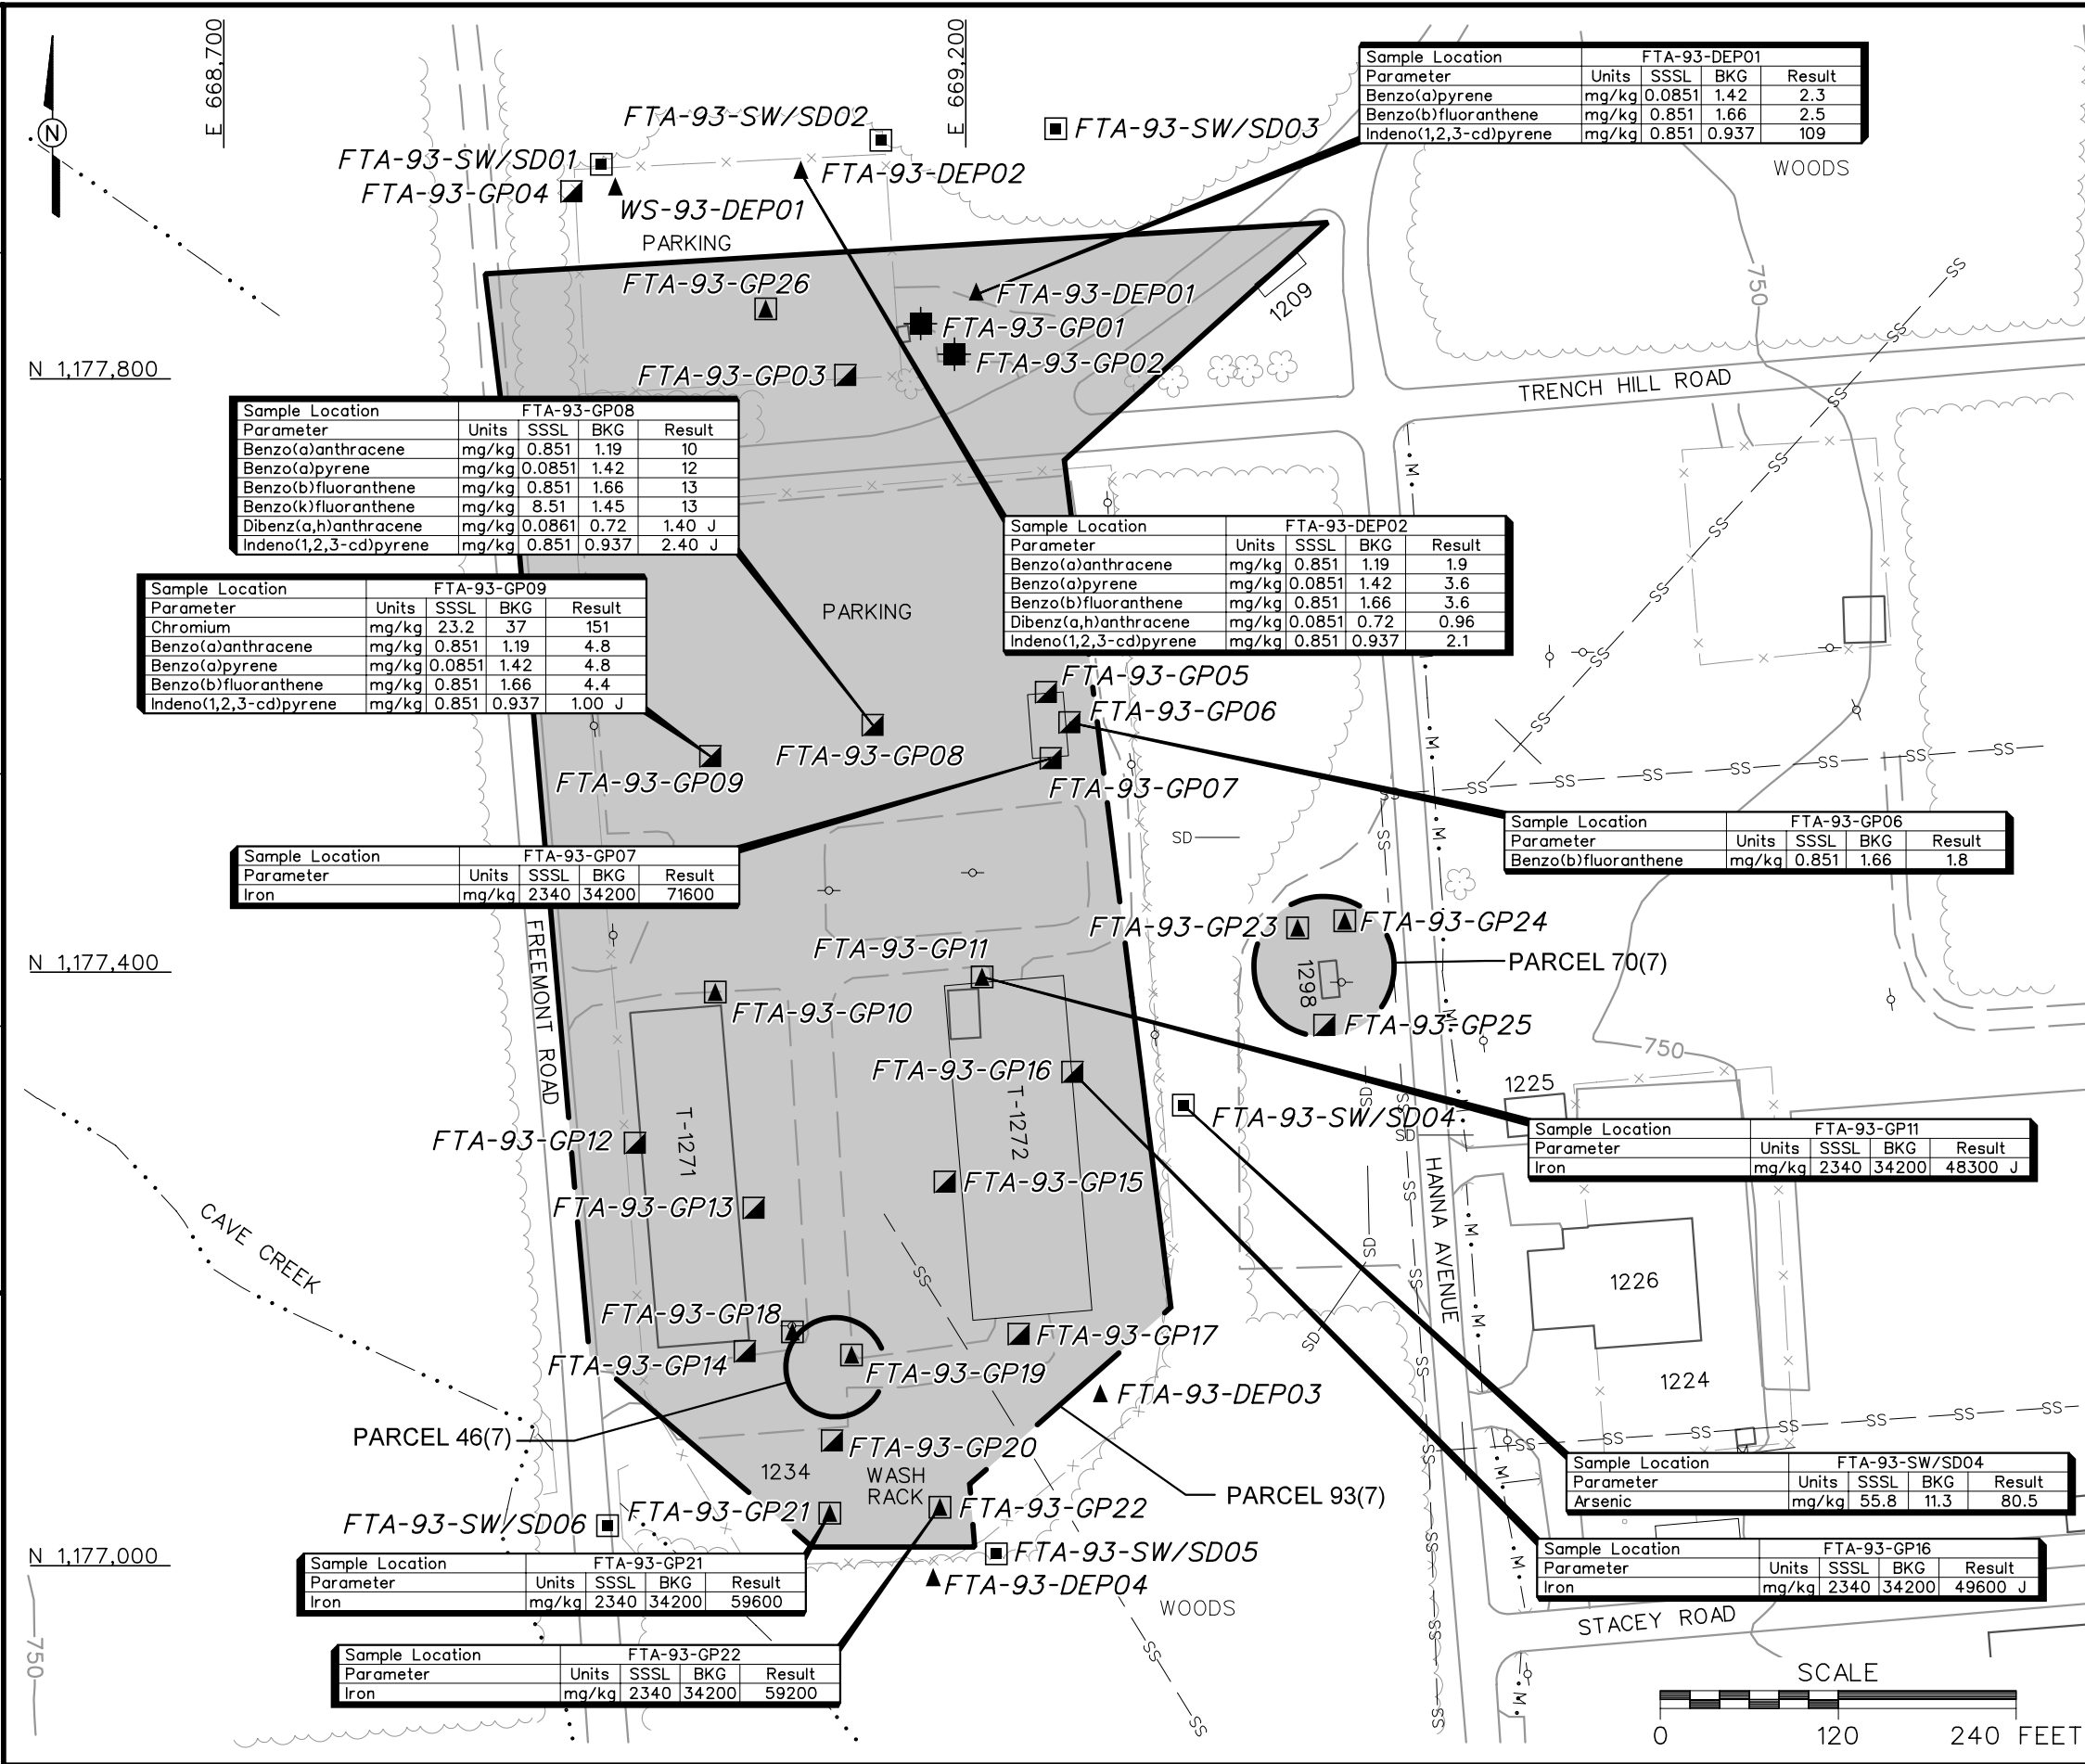 E 668,700
E 669,200
N
Sample Location FTA-93-DEP01
Parameter Units SSSL BKG Result
Benzo(a)pyrene mg/kg 0.0851 1.42 2.3
Benzo(b)fluoranthene mg/kg 0.851 1.66 2.5
Indeno(1,2,3-cd)pyrene mg/kg 0.851 0.937 109
WOODS
FTA-93-SW/SD02
FTA-93-SW/SD03
FTA-93-SW/SD01
FTA-93-DEP02
FTA-93-GP04
WS-93-DEP01
PARKING
FTA-93-GP26
FTA-93-DEP01
1209
750
SS
FTA-93-GP01
FTA-93-GP02
N 1,177,800
FTA-93-GP03
TRENCH HILL ROAD
Sample Location FTA-93-GP08
Parameter Units SSSL BKG Result
Benzo(a)anthracene mg/kg 0.851 1.19 10
Benzo(a)pyrene mg/kg 0.0851 1.42 12
Benzo(b)fluoranthene mg/kg 0.851 1.66 13
Benzo(k)fluoranthene mg/kg 8.51 1.45 13
Dibenz(a,h)anthracene mg/kg 0.0861 0.72 1.40 J
Indeno(1,2,3-cd)pyrene mg/kg 0.851 0.937 2.40 J
Sample Location FTA-93-DEP02
Parameter Units SSSL BKG Result
Benzo(a)anthracene mg/kg 0.851 1.19 1.9
Benzo(a)pyrene mg/kg 0.0851 1.42 3.6
Benzo(b)fluoranthene mg/kg 0.851 1.66 3.6
Dibenz(a,h)anthracene mg/kg 0.0851 0.72 0.96
Indeno(1,2,3-cd)pyrene mg/kg 0.851 0.937 2.1
Sample Location FTA-93-GP09
Parameter Units SSSL BKG Result
Chromium mg/kg 23.2 37 151
Benzo(a)anthracene mg/kg 0.851 1.19 4.8
Benzo(a)pyrene mg/kg 0.0851 1.42 4.8
Benzo(b)fluoranthene mg/kg 0.851 1.66 4.4
Indeno(1,2,3-cd)pyrene mg/kg 0.851 0.937 1.00 J
PARKING
FTA-93-GP05
FTA-93-GP06
FTA-93-GP08
FTA-93-GP09
FTA-93-GP07
SD
Sample Location FTA-93-GP06
Parameter Units SSSL BKG Result
Benzo(b)fluoranthene mg/kg 0.851 1.66 1.8
Sample Location FTA-93-GP07
Parameter Units SSSL BKG Result
Iron mg/kg 2340 34200 71600
FREEMONT ROAD
FTA-93-GP23
FTA-93-GP24
FTA-93-GP11
N 1,177,400
PARCEL 70(7)
1298
FTA-93-GP10
FTA-93-GP25
750
FTA-93-GP16
1225
T-1271
T-1272
FTA-93-SW/SD04
SD
Sample Location FTA-93-GP11
Parameter Units SSSL BKG Result
Iron mg/kg 2340 34200 48300 J
FTA-93-GP12
HANNA AVENUE
FTA-93-GP15
FTA-93-GP13
CAVE CREEK
SS
SD
1226
FTA-93-GP18
FTA-93-GP17
FTA-93-GP14
FTA-93-GP19
1224
FTA-93-DEP03
PARCEL 46(7)
FTA-93-GP20
1234
WASH
RACK
Sample Location FTA-93-SW/SD04
Parameter Units SSSL BKG Result
Arsenic mg/kg 55.8 11.3 80.5
PARCEL 93(7)
FTA-93-GP21
FTA-93-GP22
FTA-93-SW/SD06
N 1,177,000
FTA-93-SW/SD05
Sample Location FTA-93-GP16
Parameter Units SSSL BKG Result
Iron mg/kg 2340 34200 49600 J
Sample Location FTA-93-GP21
Parameter Units SSSL BKG Result
Iron mg/kg 2340 34200 59600
FTA-93-DEP04
WOODS
STACEY ROAD
750
Sample Location FTA-93-GP22
Parameter Units SSSL BKG Result
Iron mg/kg 2340 34200 59200
SS
SCALE
0 120 240 FEET